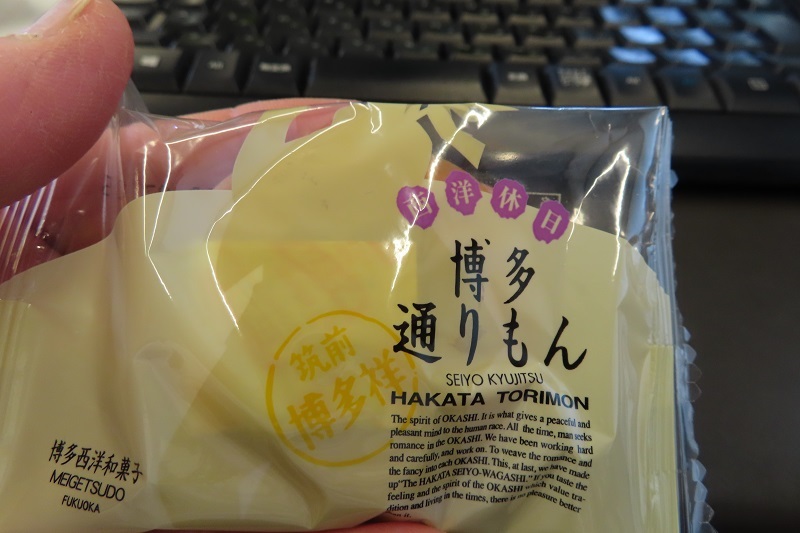 西洋休日
博多
通りもん
SEIYO KYUJITSU
HAKATA TORIMON
The spirit of OKASHI. It is what gives a peaceful and
pleasant mind to the human race. All the time, man seeks
romance in the OKASHI. We have been working hard
and carefully, and work on. To weave the romance and
the fancy into each OKASHI. This, at last, we have made
up"The HAKATA SEIYO-WAGASHI." If you taste the
feeling and the spirit of the OKASHI which value tra-
dition and living in the times, there is no pleasure better
筑前
博多祥
博多西洋和菓子
MEIGETSUDO
FUKUOKA